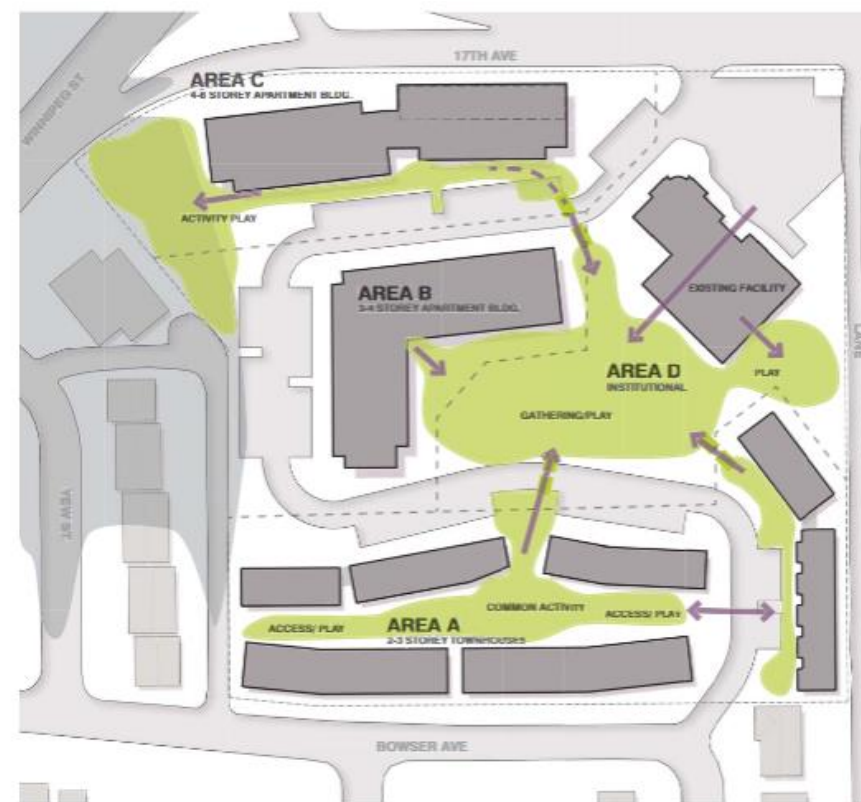 17TH AVE
WINNIPEG ST
AREA C
4-6 STOREY APARTMENT BLDG.
ACTIVITY PLAY
AREA B
3-4 STOREY APARTMENT BLDG.
EXISTING FACILITY
LANE
AREA D
INSTITUTIONAL
PLAY
GATHERING/PLAY
YEW ST
COMMON ACTIVITY
ACCESS/ PLAY
ACCESS/ PLAY
AREA A
2-3 STOREY TOWNHOUSES
BOWSER AVE